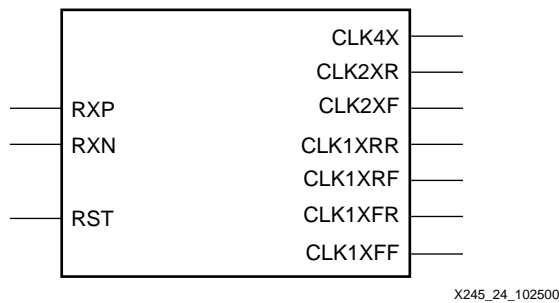 CLK4X
CLK2XR
RXP
CLK2XF
RXN
CLK1XRR
CLK1XRF
RST
CLK1XFR
CLK1XFF
X245_24_102500